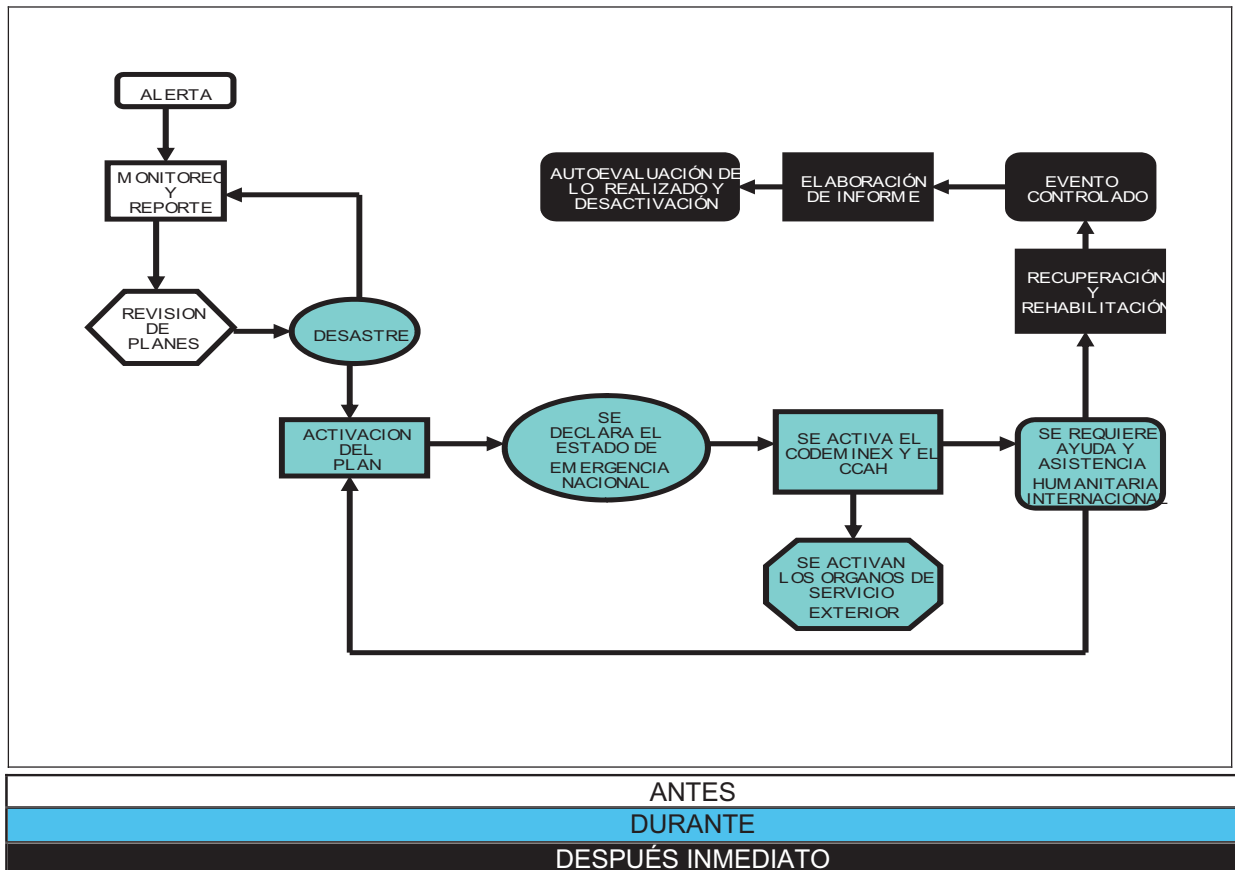 ALERTA
MONITOREO
Y
REPORTE
REVISION
DE
PLANES
DESASTRE
ACTIVACION
DEL
PLAN
SE
DECLARA EL
ESTADO DE
EMERGENCIA
NACIONAL
SE ACTIVA EL
CODEMINEX Y EL
CCAH
SE ACTIVAN
LOS ORGANOS DE
SERVICIO
EXTERIOR
SE REQUIERE
AYUDA Y
ASISTENCIA
HUMANITARIA
INTERNACIONAL
RECUPERACIÓN
Y
REHABILITACIÓN
EVENTO
CONTROLADO
ELABORACIÓN
DE INFORME
AUTOEVALUACIÓN DE
LO REALIZADO Y
DESACTIVACIÓN
ANTES
DURANTE
DESPUÉS INMEDIATO